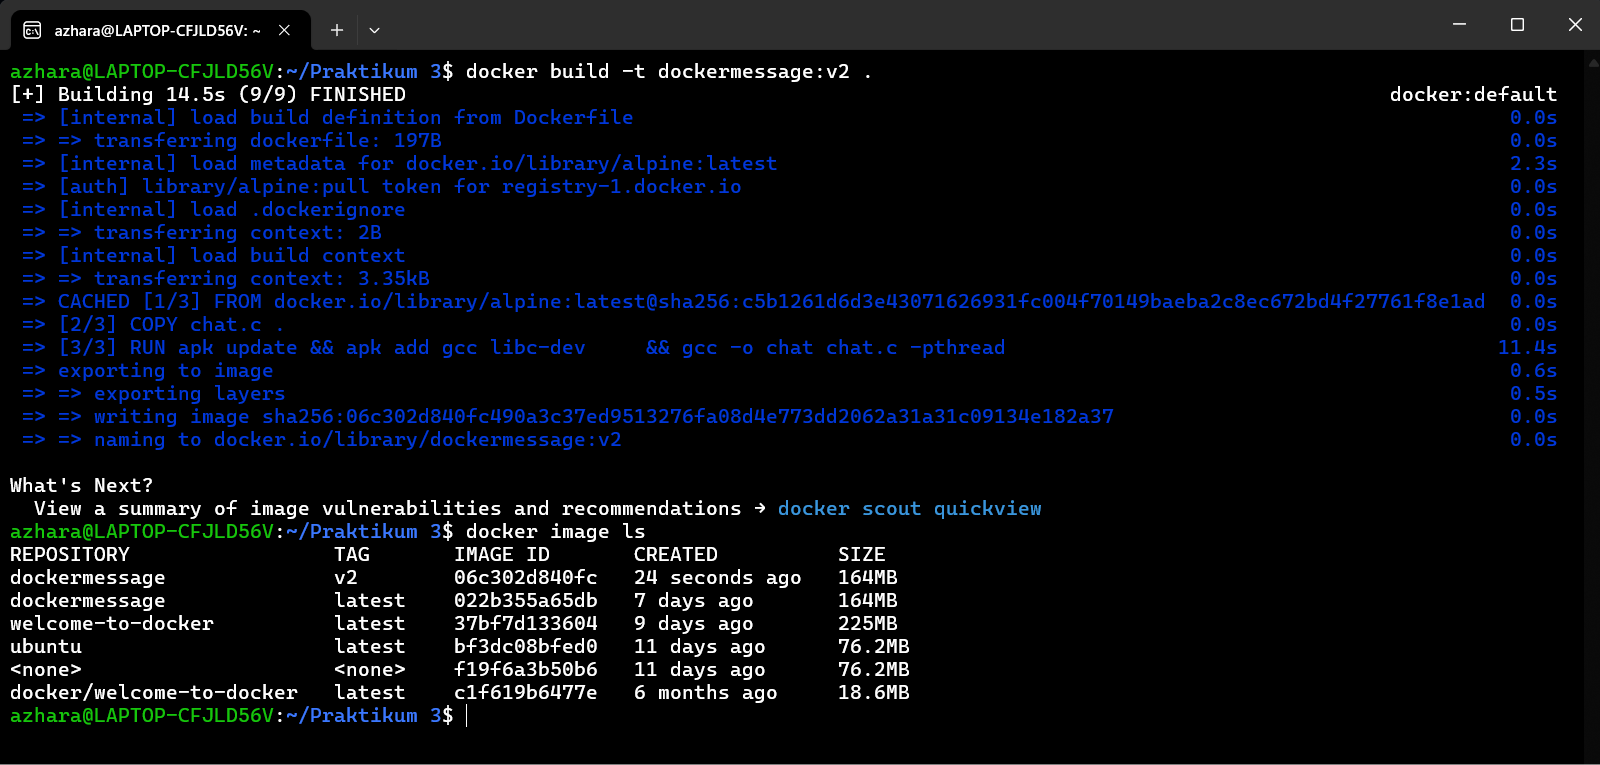 azhara@LAPTOP-CFJLD56V: ~
azhara@LAPTOP-CFJLD56V:~/Praktikum 3$ docker build -t dockermessage:v2 .
[+] Building 14.5s (9/9) FINISHED docker:default
=> [internal] load build definition from Dockerfile 0.0s
=> => transferring dockerfile: 197B 0.0s
=> [internal] load metadata for docker.io/library/alpine:latest 2.3s
=> [auth] library/alpine:pull token for registry-1.docker.io 0.0s
=> [internal] load .dockerignore 0.0s
=> => transferring context: 2B 0.0s
=> [internal] load build context 0.0s
=> => transferring context: 3.35kB 0.0s
=> CACHED [1/3] FROM docker.io/library/alpine:latest@sha256:c5b1261d6d3e43071626931fc004f70149baeba2c8ec672bd4f27761f8e1ad 0.0s
=> [2/3] COPY chat.c . 0.0s
=> [3/3] RUN apk update && apk add gcc libc-dev     && gcc -o chat chat.c -pthread 11.4s
=> exporting to image 0.6s
=> => exporting layers 0.5s
=> => writing image sha256:06c302d840fc490a3c37ed9513276fa08d4e773dd2062a31a31c09134e182a37 0.0s
=> => naming to docker.io/library/dockermessage:v2 0.0s
What's Next?
View a summary of image vulnerabilities and recommendations → docker scout quickview
azhara@LAPTOP-CFJLD56V:~/Praktikum 3$ docker image ls
REPOSITORY TAG IMAGE ID CREATED SIZE
dockermessage v2 06c302d840fc 24 seconds ago 164MB
dockermessage latest 022b355a65db 7 days ago 164MB
welcome-to-docker latest 37bf7d133604 9 days ago 225MB
ubuntu latest bf3dc08bfed0 11 days ago 76.2MB
<none> <none> f19f6a3b50b6 11 days ago 76.2MB
docker/welcome-to-docker latest c1f619b6477e 6 months ago 18.6MB
azhara@LAPTOP-CFJLD56V:~/Praktikum 3$